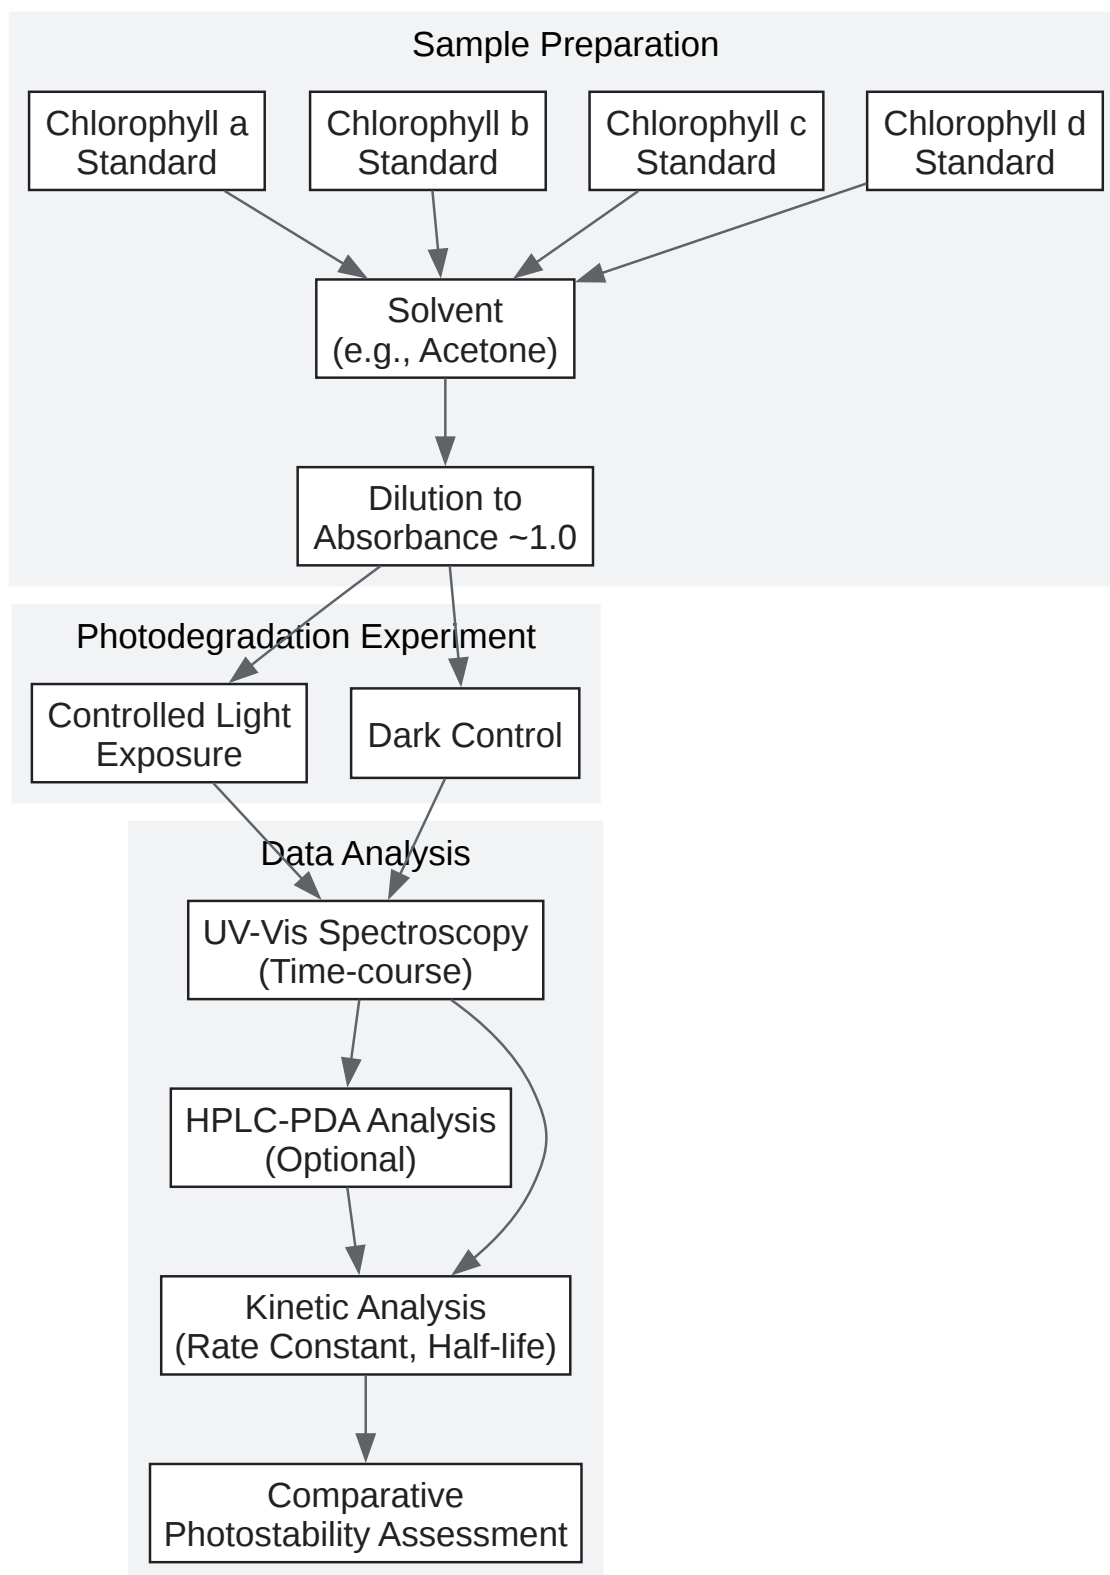 Sample Preparation
Chlorophyll a
Standard
Chlorophyll b
Standard
Chlorophyll c
Standard
Chlorophyll d
Standard
Solvent
(e.g., Acetone)
Dilution to
Absorbance ~1.0
Photodegradation Experiment
Controlled Light
Exposure
Dark Control
Data Analysis
UV-Vis Spectroscopy
(Time-course)
HPLC-PDA Analysis
(Optional)
Kinetic Analysis
(Rate Constant, Half-life)
Comparative
Photostability Assessment